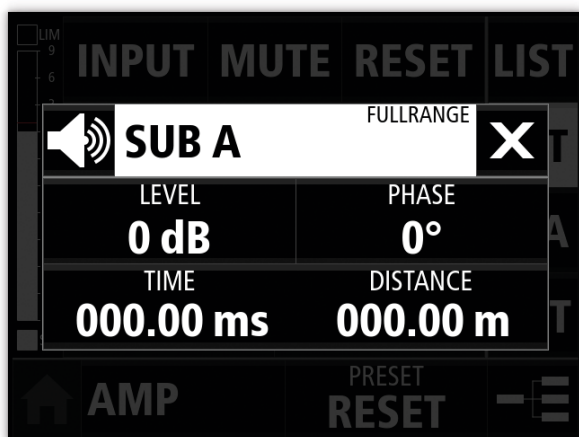 LIM
9
INPUT MUTE RESET LIST
6
FULLRANGE
SUB A
X
T
LEVEL PHASE
0 dB 0°
A
TIME DISTANCE
000.00 ms 000.00 m
T
PRESET
AMP RESET